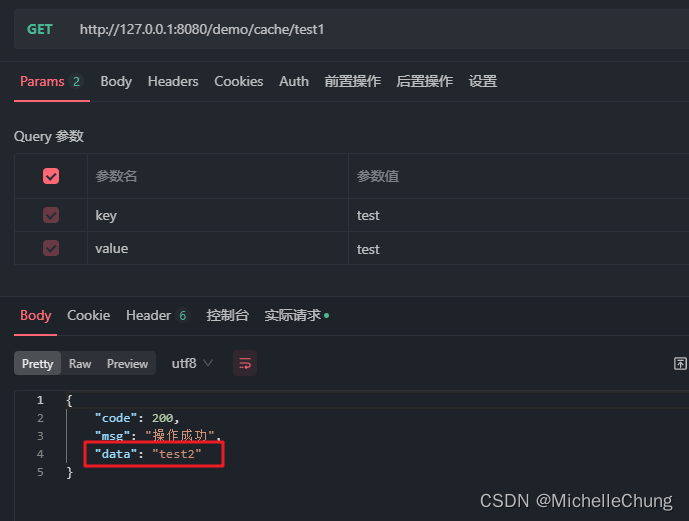 GET http://127.0.0.1:8080/demo/cache/test1
Params 2 Body Headers Cookies Auth 前置操作 后置操作 设置
Query 参数
参数名 参数值
key test
value test
Body Cookie Header 6 控制台 实际请求
Pretty Raw Preview utf8
1 {
2 "code": 200,
3 "msg": "操作成功",
4 "data": "test2"
5 }
CSDN @MichelleChung